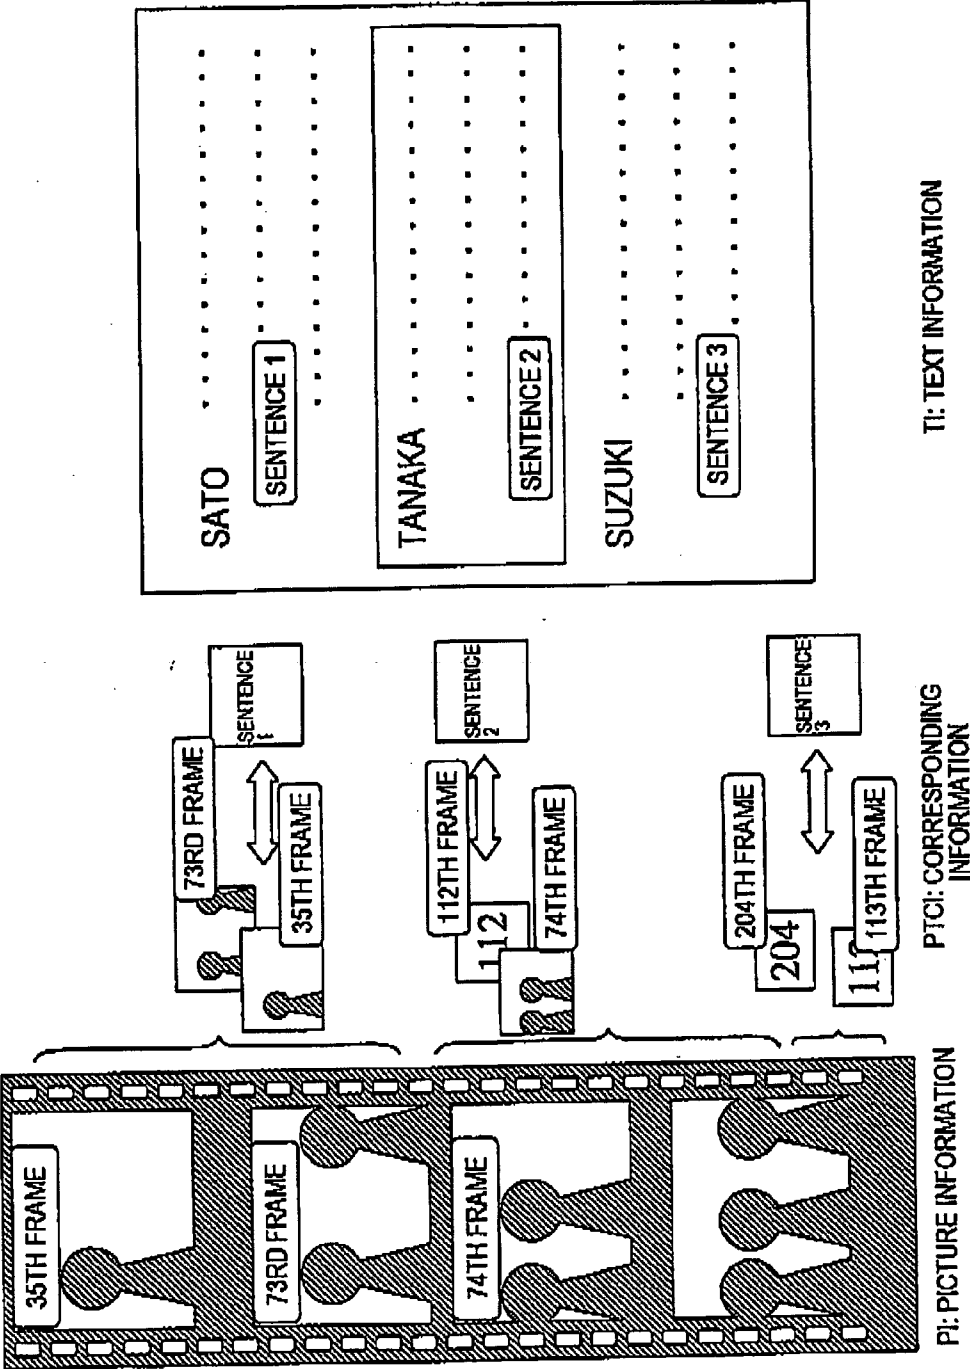 35TH FRAME
73RD FRAME
74TH FRAME
PI: PICTURE INFORMATION
73RD FRAME
35TH FRAME
SENTENCE
1
112TH FRAME
112
74TH FRAME
SENTENCE
2
204TH FRAME
204
113TH FRAME
SENTENCE
3
PTCI: CORRESPONDING
INFORMATION
SATO
SENTENCE 1
TANAKA
SENTENCE 2
SUZUKI
SENTENCE 3
TI: TEXT INFORMATION